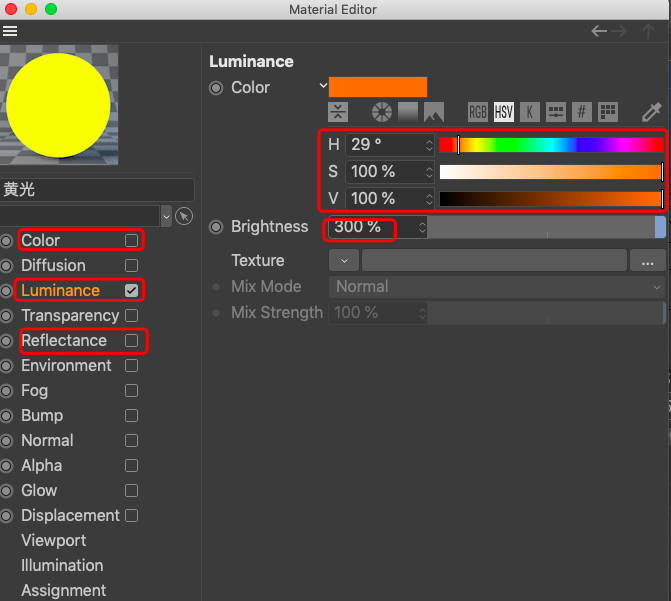 Material Editor
Luminance
Color
RGB HSV K #
H 29 °
S 100 %
V 100 %
Brightness 300 %
Texture ...
Mix Mode Normal
Mix Strength 100 %
黄光
Color
Diffusion
Luminance
Transparency
Reflectance
Environment
Fog
Bump
Normal
Alpha
Glow
Displacement
Viewport
Illumination
Assignment